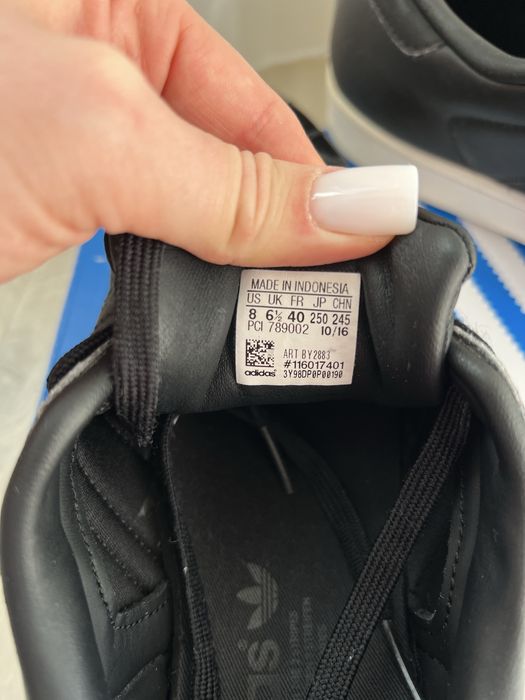 MADE IN INDONESIA
US UK FR JP CHN
8 6½ 40 250 245
PCI 789002 10/16
ART BY2883
#116017401
adidas 3Y98DP0P00190